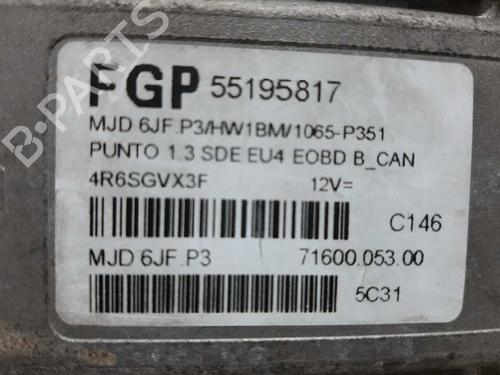 FGP 55195817
MJD 6JF.P3/HW1BM/1065-P351
PUNTO 1.3 SDE EU4 EOBD B_CAN
4R6SGVX3F 12V=
C146
MJD 6JF.P3 71600.053.00
5C31
B-PARTS